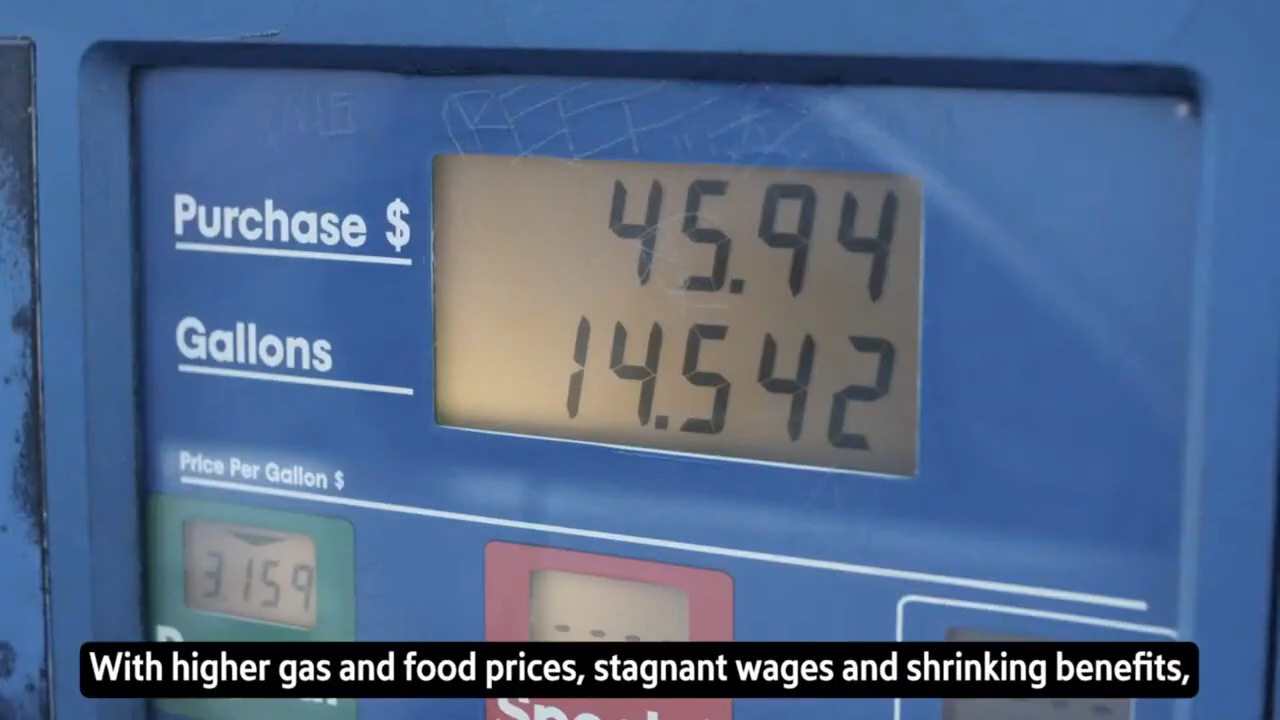 Purchase $ 45.94
Gallons 14.542
Price Per Gallon $
3.159
With higher gas and food prices, stagnant wages and shrinking benefits,